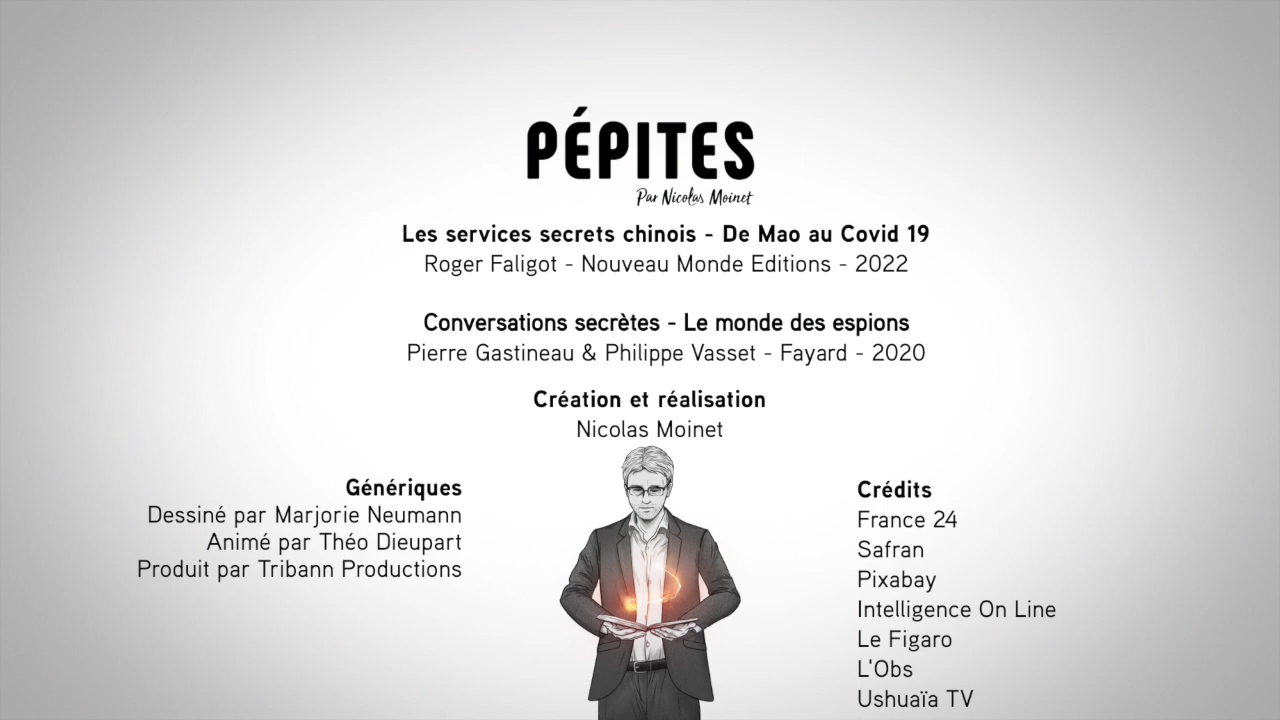 PÉPITES
Par Nicolas Moinet
Les services secrets chinois - De Mao au Covid 19
Roger Faligot - Nouveau Monde Editions - 2022
Conversations secrètes - Le monde des espions
Pierre Gastineau & Philippe Vasset - Fayard - 2020
Création et réalisation
Nicolas Moinet
Génériques
Dessiné par Marjorie Neumann
Animé par Théo Dieupart
Produit par Tribann Productions
Crédits
France 24
Safran
Pixabay
Intelligence On Line
Le Figaro
L'Obs
Ushuaïa TV